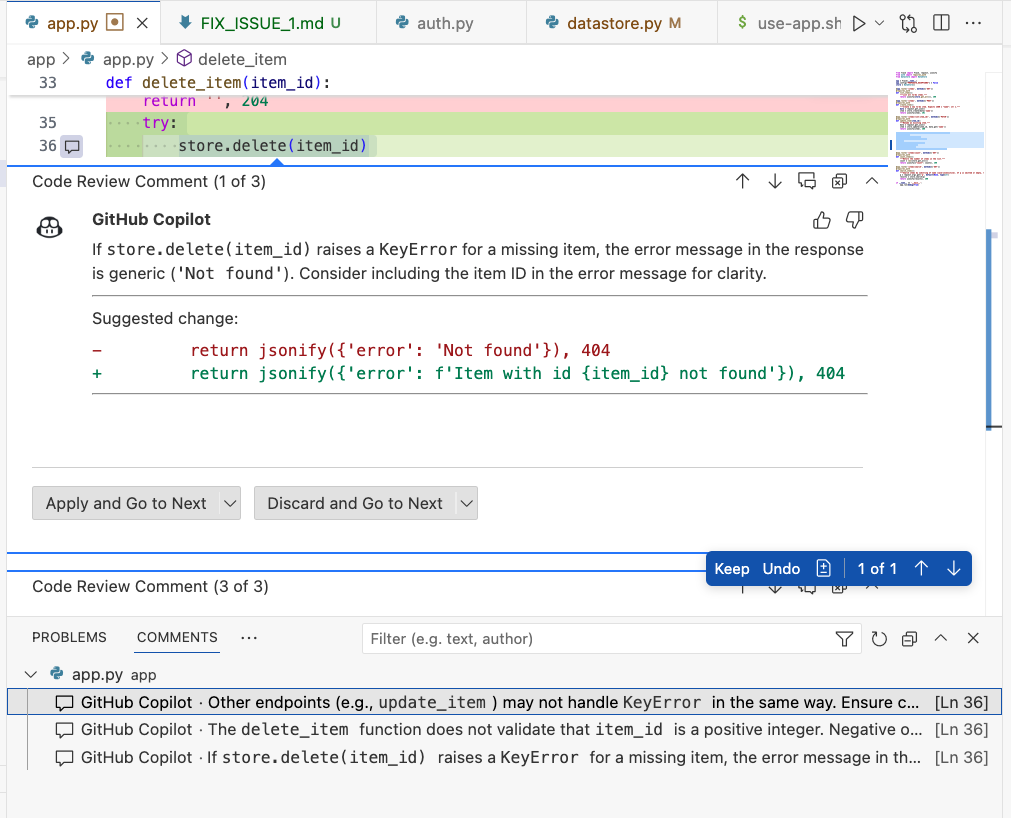 app.py
FIX_ISSUE_1.md U
auth.py
datastore.py M
$ use-app.sh
app > app.py > delete_item
33 def delete_item(item_id):
return '', 204
35 ····try:
36 ········store.delete(item_id)
Code Review Comment (1 of 3)
GitHub Copilot
If store.delete(item_id) raises a KeyError for a missing item, the error message in the response
is generic ('Not found'). Consider including the item ID in the error message for clarity.
Suggested change:
- return jsonify({'error': 'Not found'}), 404
+ return jsonify({'error': f'Item with id {item_id} not found'}), 404
Apply and Go to Next
Discard and Go to Next
Keep Undo 1 of 1
Code Review Comment (3 of 3)
PROBLEMS COMMENTS ···
Filter (e.g. text, author)
app.py app
GitHub Copilot · Other endpoints (e.g., update_item ) may not handle KeyError in the same way. Ensure c... [Ln 36]
GitHub Copilot · The delete_item function does not validate that item_id is a positive integer. Negative o... [Ln 36]
GitHub Copilot · If store.delete(item_id) raises a KeyError for a missing item, the error message in th... [Ln 36]